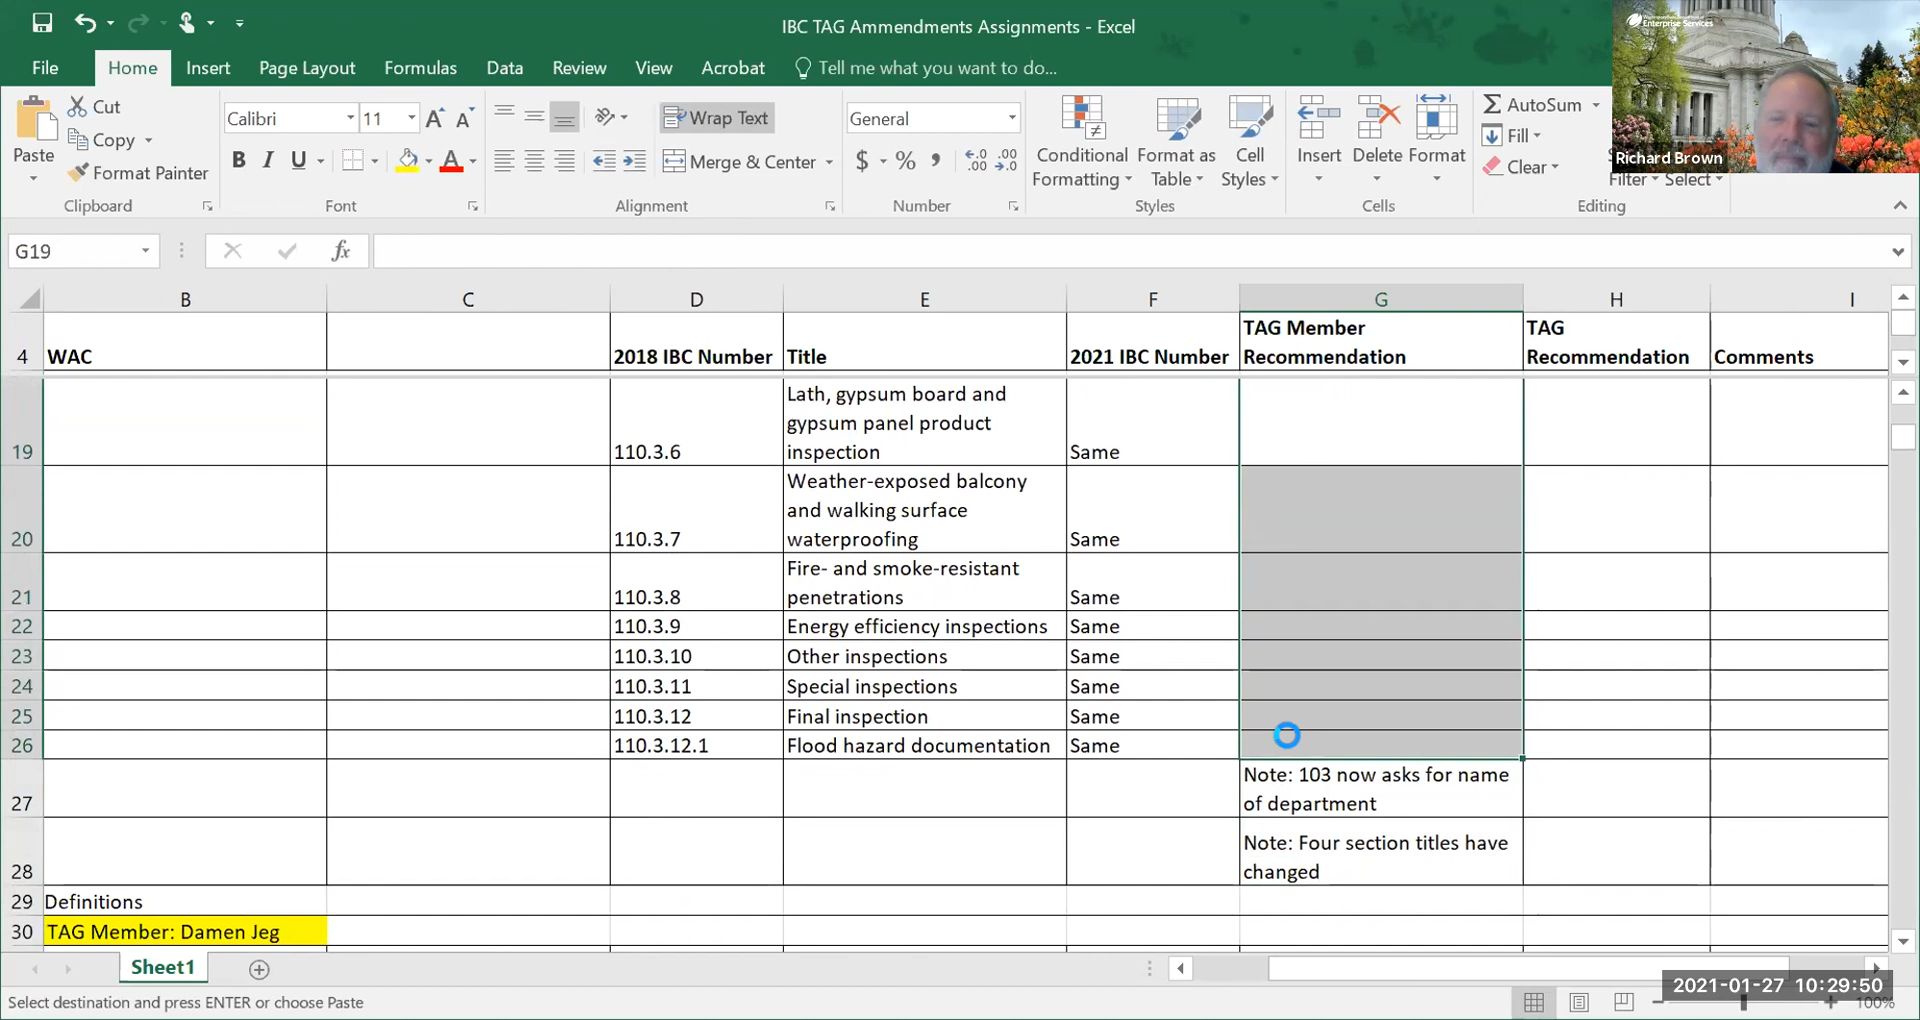 IBC TAG Ammendments Assignments - Excel
Enterprise Services
File Home Insert Page Layout Formulas Data Review View Acrobat Tell me what you want to do...
Paste
Cut
Copy
Format Painter
Clipboard
Calibri 11
B I U
Font
Wrap Text
Merge & Center
Alignment
General
$ % ,
Number
Conditional Formatting
Format as Table
Cell Styles
Styles
Insert Delete Format
Cells
AutoSum
Fill
Clear
Filter Select
Editing
Richard Brown
G19 fx
B C D E F G H I
4 WAC 2018 IBC Number Title 2021 IBC Number TAG Member Recommendation TAG Recommendation Comments
19 110.3.6 Lath, gypsum board and gypsum panel product inspection Same
20 110.3.7 Weather-exposed balcony and walking surface waterproofing Same
21 110.3.8 Fire- and smoke-resistant penetrations Same
22 110.3.9 Energy efficiency inspections Same
23 110.3.10 Other inspections Same
24 110.3.11 Special inspections Same
25 110.3.12 Final inspection Same
26 110.3.12.1 Flood hazard documentation Same
27 Note: 103 now asks for name of department
28 Note: Four section titles have changed
29 Definitions
30 TAG Member: Damen Jeg
Sheet1
Select destination and press ENTER or choose Paste
2021-01-27 10:29:50
100%